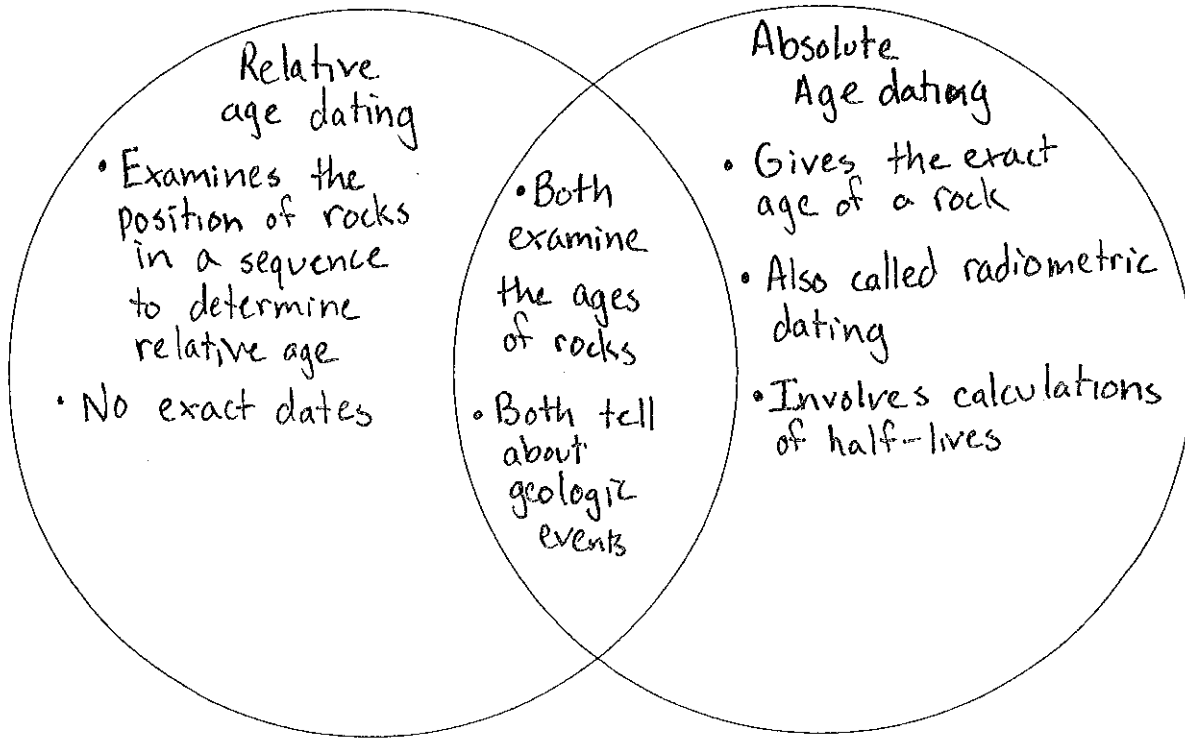 Relative
age dating
• Examines the
position of rocks
in a sequence
to determine
relative age
• No exact dates
• Both
examine
the ages
of rocks
• Both tell
about
geologic
events
Absolute
Age dating
• Gives the exact
age of a rock
• Also called radiometric
dating
• Involves calculations
of half-lives